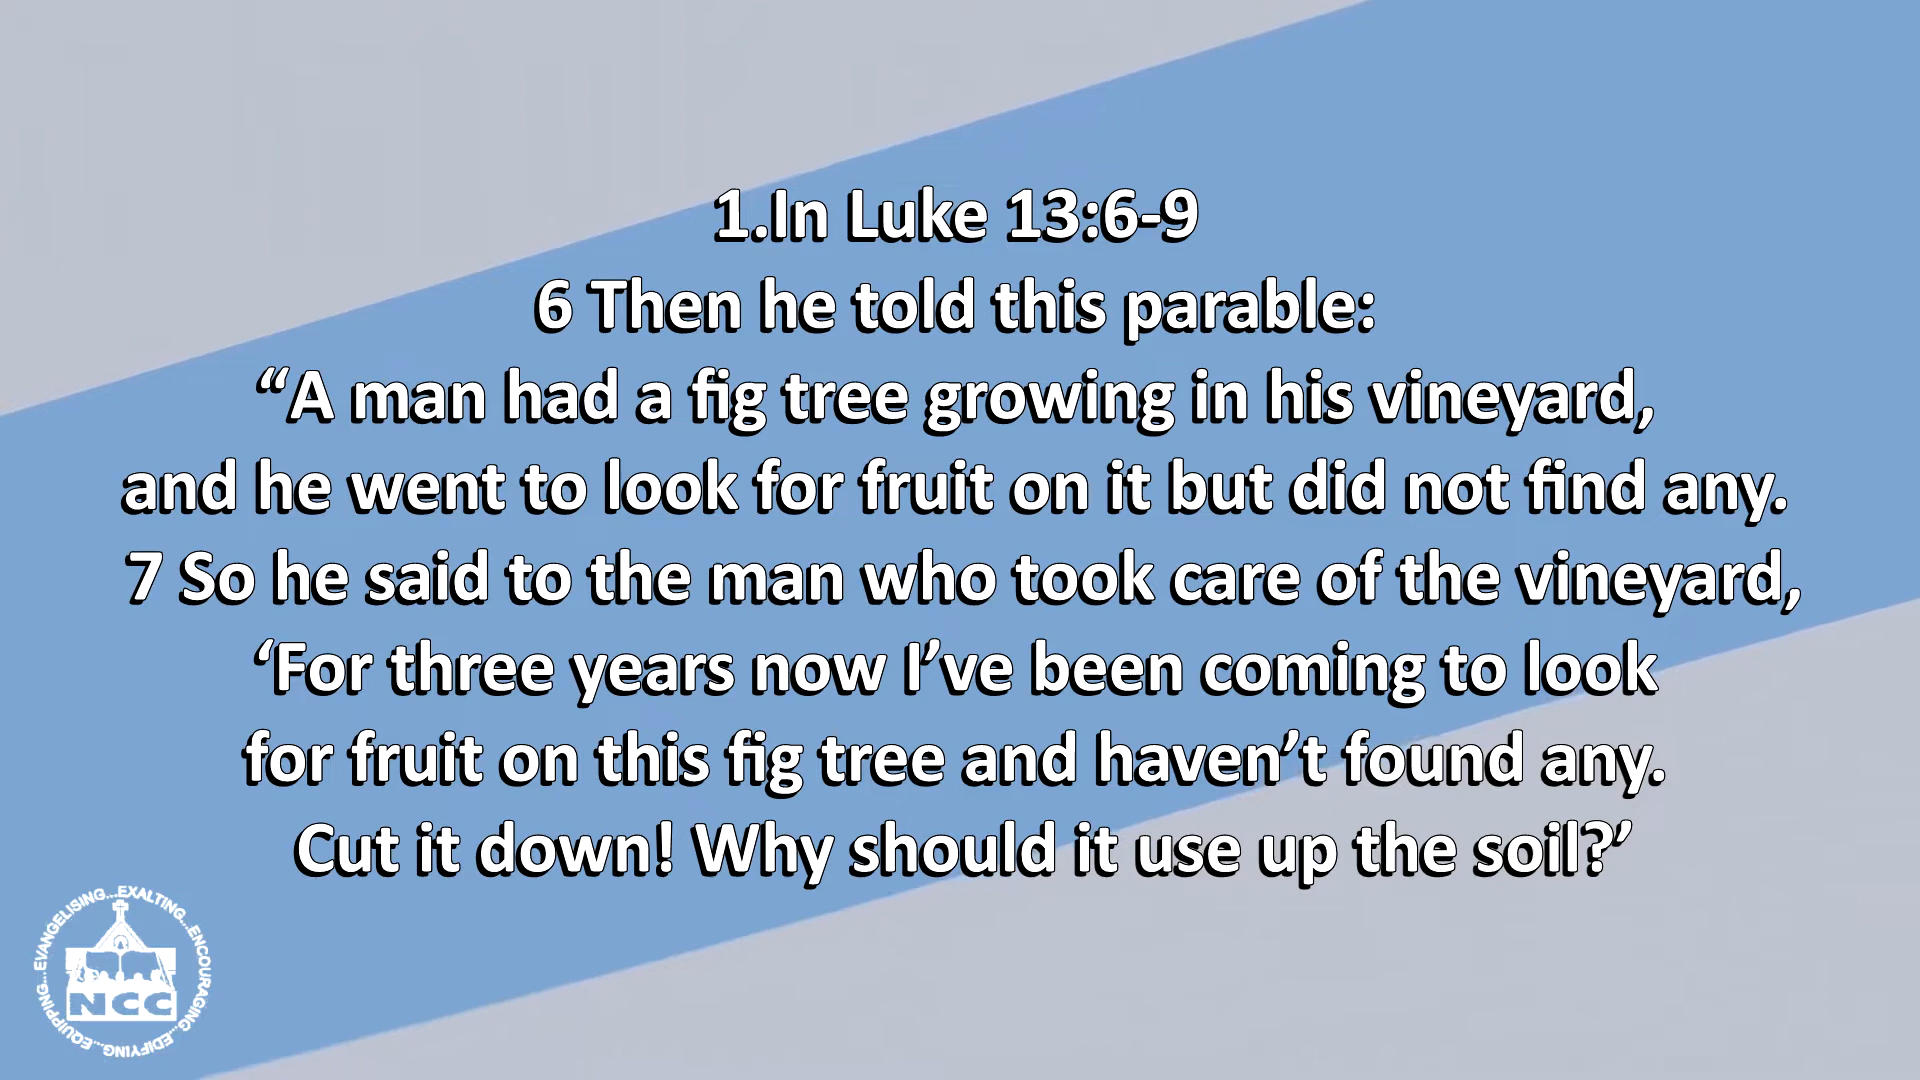 1.In Luke 13:6-9
6 Then he told this parable:
“A man had a fig tree growing in his vineyard,
and he went to look for fruit on it but did not find any.
7 So he said to the man who took care of the vineyard,
‘For three years now I’ve been coming to look
for fruit on this fig tree and haven’t found any.
Cut it down! Why should it use up the soil?’
EQUIPPING...EVANGELISING...EXALTING...ENCOURAGING...EDIFYING...
NCC